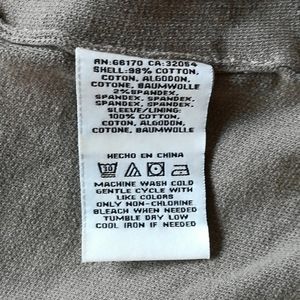 RN:66170 CA:32054
SHELL:98% COTTON,
COTON, ALGODON,
COTONE, BAUMWOLLE
2%SPANDEX,
SPANDEX, SPANDEX,
SPANDEX, SPANDEX
SLEEVE/LINING:
100% COTTON,
COTON, ALGODON,
COTONE, BAUMWOLLE
HECHO EN CHINA
30
MACHINE WASH COLD
GENTLE CYCLE WITH
LIKE COLORS
ONLY NON-CHLORINE
BLEACH WHEN NEEDED
TUMBLE DRY LOW
COOL IRON IF NEEDED